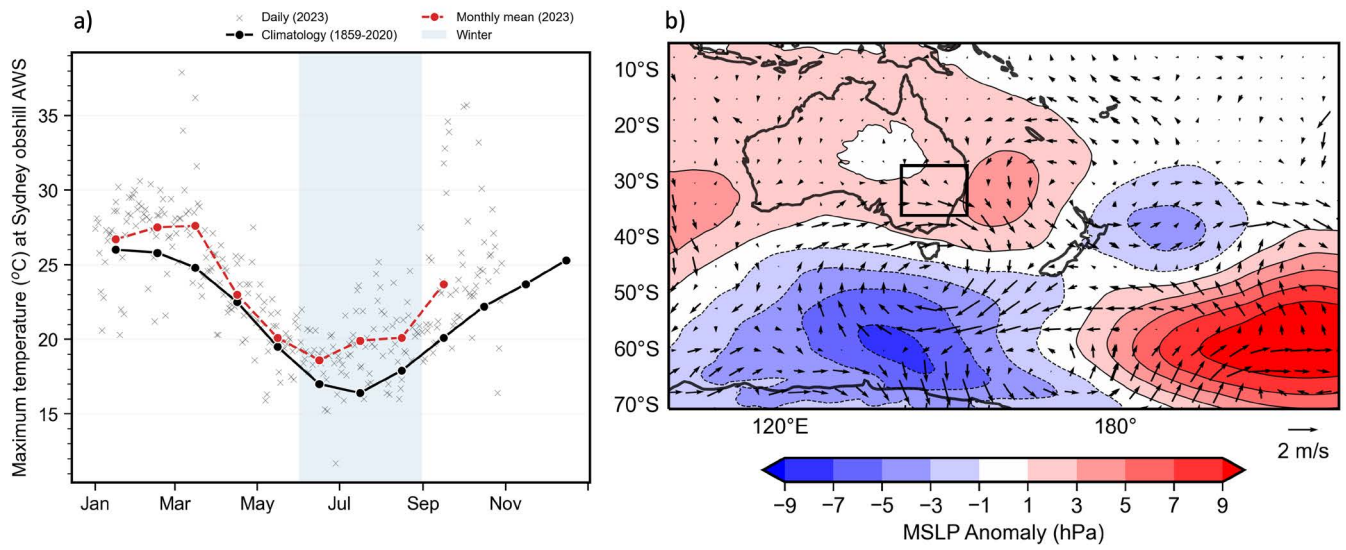 a)
Daily (2023)
Monthly mean (2023)
Climatology (1859-2020)
Winter
Maximum temperature (°C) at Sydney obshill AWS
35
30
25
20
15
Jan
Mar
May
Jul
Sep
Nov
b)
10°S
20°S
30°S
40°S
50°S
60°S
70°S
120°E
180°
2 m/s
−9
−7
−5
−3
−1
1
3
5
7
9
MSLP Anomaly (hPa)